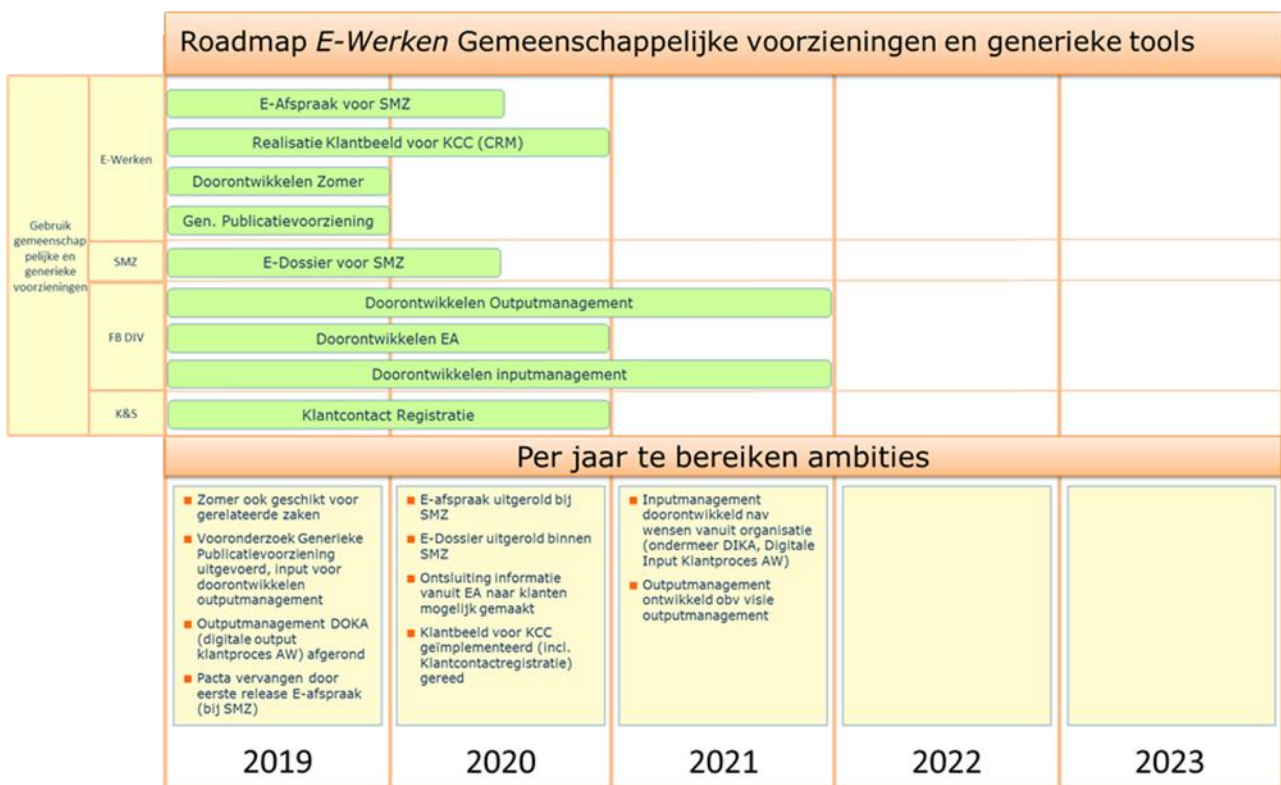 Roadmap E-Werken Gemeenschappelijke voorzieningen en generieke tools
Gebruik
gemeenschap
pelijke en
generieke
voorzieningen
E-Werken
E-Afspraak voor SMZ
Realisatie Klantbeeld voor KCC (CRM)
Doorontwikkelen Zomer
Gen. Publicatievoorziening
SMZ
E-Dossier voor SMZ
FB DIV
Doorontwikkelen Outputmanagement
Doorontwikkelen EA
Doorontwikkelen inputmanagement
K&S
Klantcontact Registratie
Per jaar te bereiken ambities
Zomer ook geschikt voor
gerelateerde zaken
Vooronderzoek Generieke
Publicatievoorziening
uitgevoerd, input voor
doorontwikkelen
outputmanagement
Outputmanagement DOKA
(digitale output
klantproces AW) afgerond
Pacta vervangen door
eerste release E-afspraak
(bij SMZ)
E-afspraak uitgerold bij
SMZ
E-Dossier uitgerold binnen
SMZ
Ontsluiting informatie
vanuit EA naar klanten
mogelijk gemaakt
Klantbeeld voor KCC
geïmplementeerd (incl.
Klantcontactregistratie)
gereed
Inputmanagement
doorontwikkeld nav
wensen vanuit organisatie
(ondermeer DIKA, Digitale
Input Klantproces AW)
Outputmanagement
ontwikkeld obv visie
outputmanagement
2019
2020
2021
2022
2023